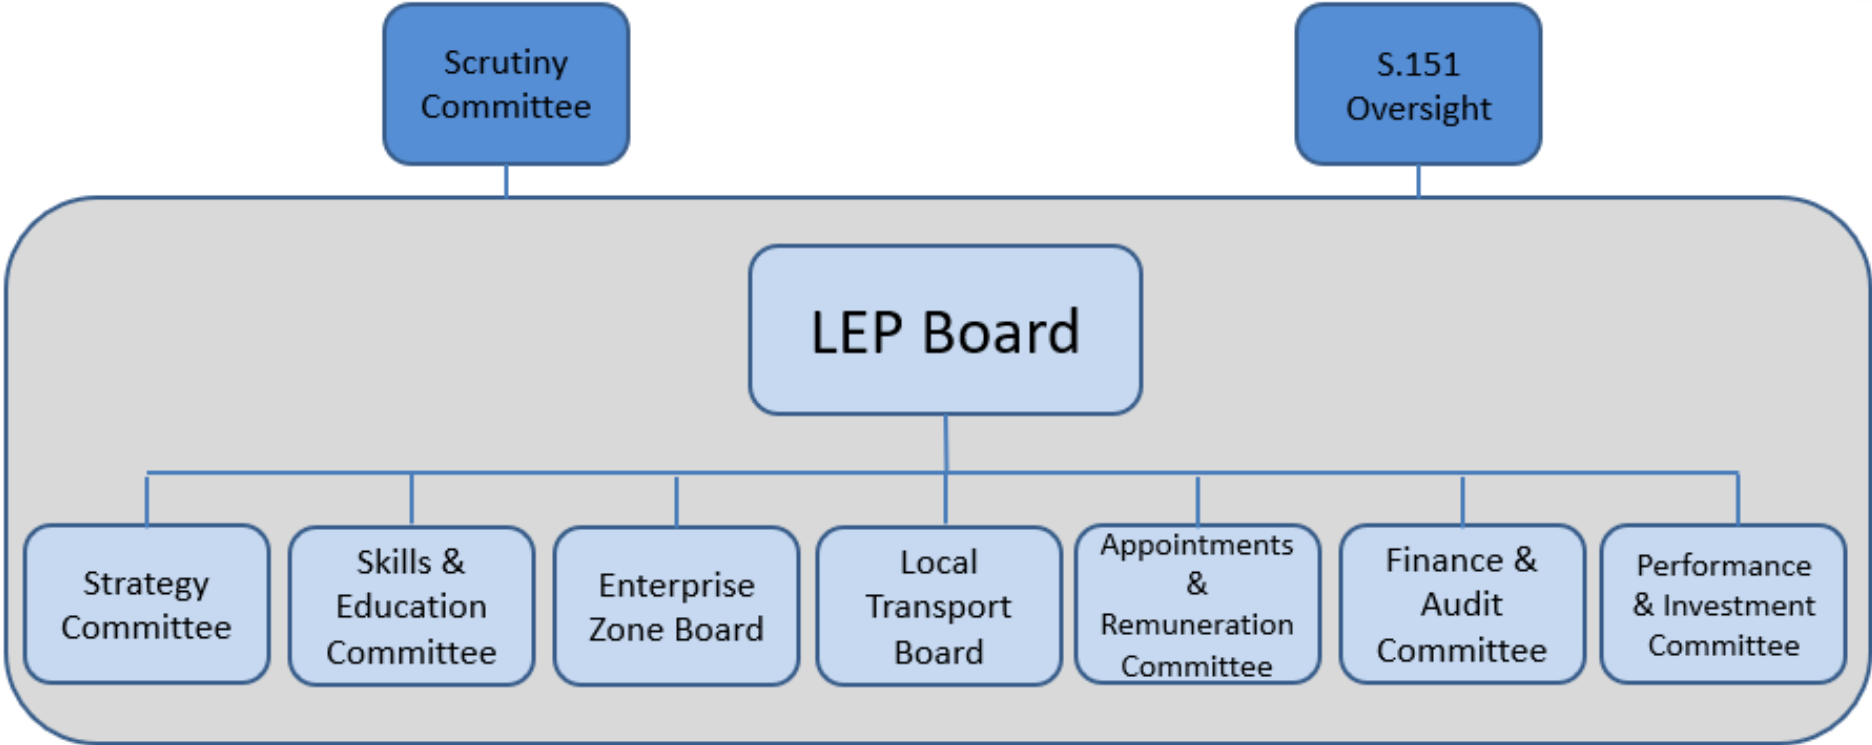 Scrutiny
Committee
S.151
Oversight
LEP Board
Strategy
Committee
Skills &
Education
Committee
Enterprise
Zone Board
Local
Transport
Board
Appointments
&
Remuneration
Committee
Finance &
Audit
Committee
Performance
& Investment
Committee